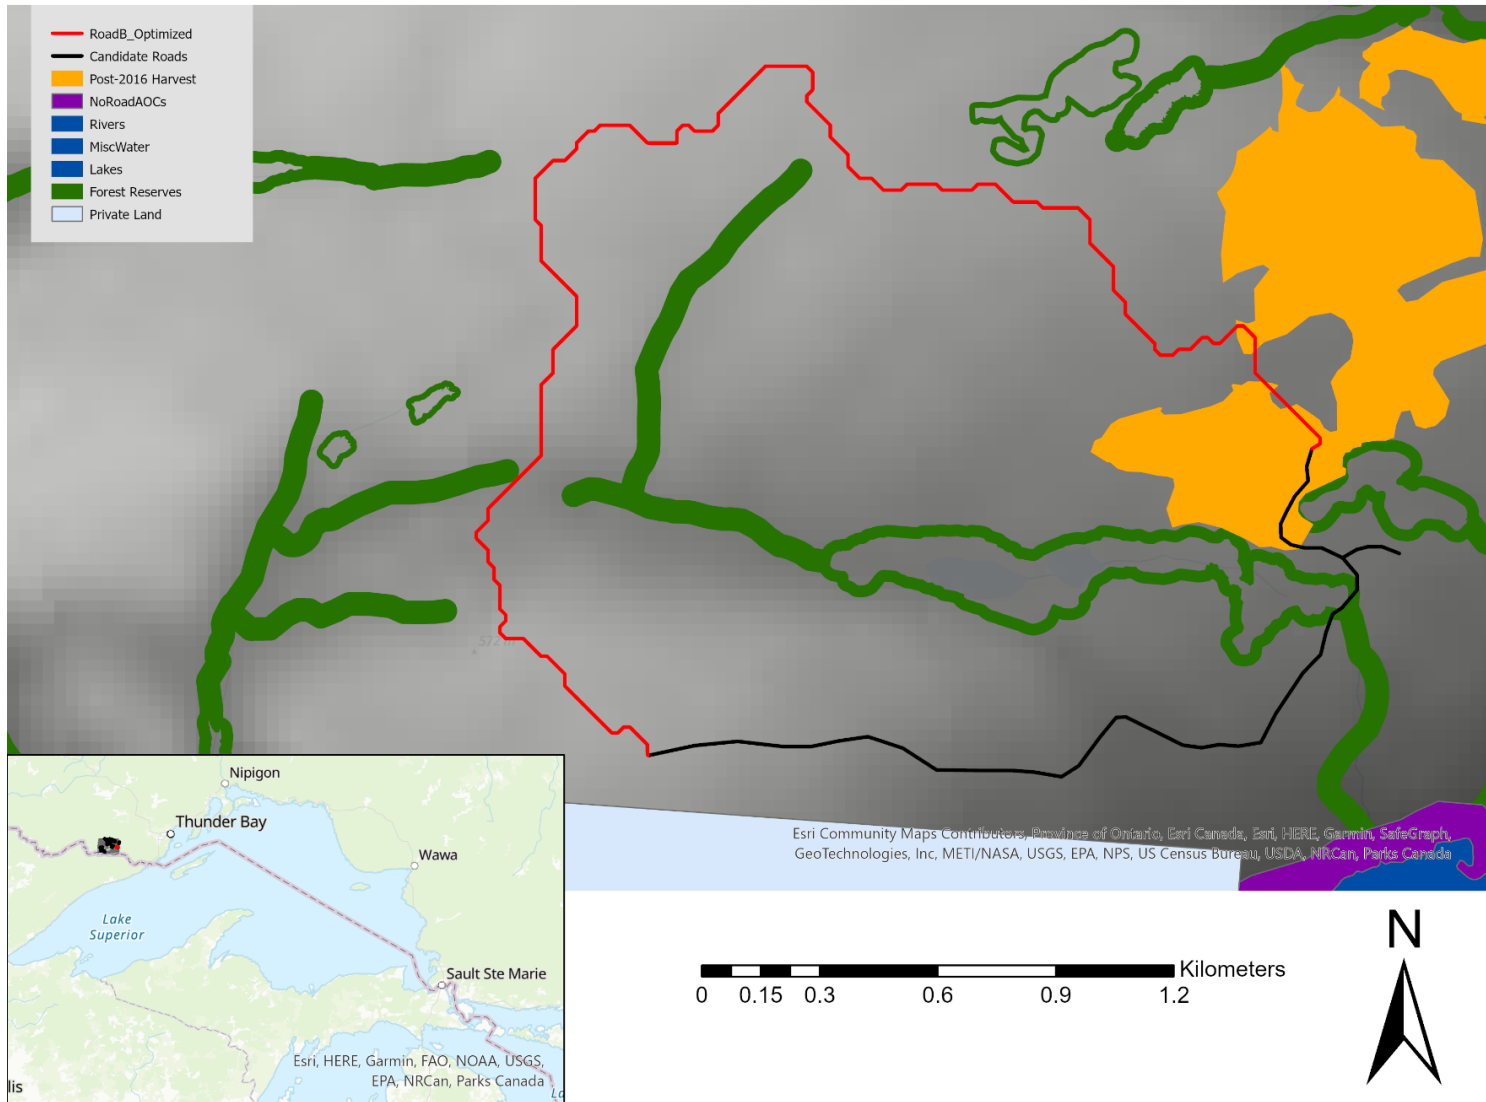 RoadB_Optimized
Candidate Roads
Post-2016 Harvest
NoRoadAOCs
Rivers
MiscWater
Lakes
Forest Reserves
Private Land
572 m
Esri Community Maps Contributors, Province of Ontario, Esri Canada, Esri, HERE, Garmin, SafeGraph,
GeoTechnologies, Inc, METI/NASA, USGS, EPA, NPS, US Census Bureau, USDA, NRCan, Parks Canada
Nipigon
Thunder Bay
Wawa
Lake
Superior
Sault Ste Marie
Esri, HERE, Garmin, FAO, NOAA, USGS,
EPA, NRCan, Parks Canada
lis
La
N
Kilometers
0 0.15 0.3 0.6 0.9 1.2